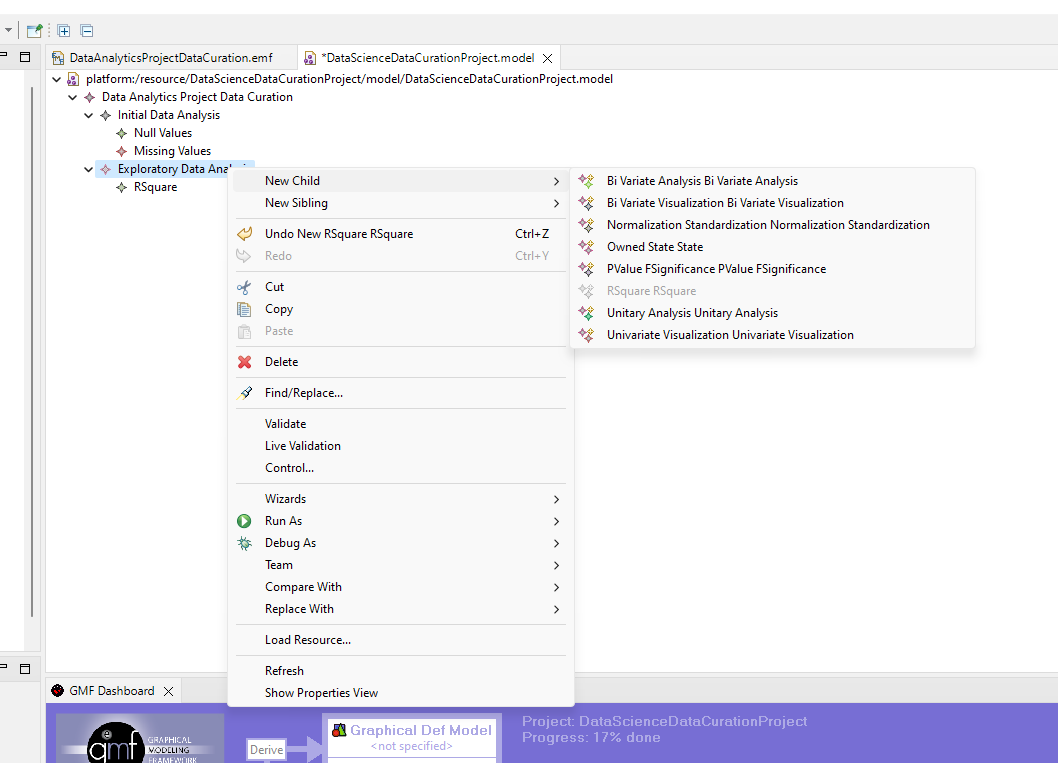 DataAnalyticsProjectDataCuration.emf
*DataScienceDataCurationProject.model
platform:/resource/DataScienceDataCurationProject/model/DataScienceDataCurationProject.model
Data Analytics Project Data Curation
Initial Data Analysis
Null Values
Missing Values
Exploratory Data
RSquare
New Child
New Sibling
Undo New RSquare RSquare Ctrl+Z
Redo Ctrl+Y
Cut
Copy
Paste
Delete
Find/Replace...
Validate
Live Validation
Control...
Wizards
Run As
Debug As
Team
Compare With
Replace With
Load Resource...
Refresh
Show Properties View
Bi Variate Analysis Bi Variate Analysis
Bi Variate Visualization Bi Variate Visualization
Normalization Standardization Normalization Standardization
Owned State State
PValue FSignificance PValue FSignificance
RSquare RSquare
Unitary Analysis Unitary Analysis
Univariate Visualization Univariate Visualization
GMF Dashboard
e
gmf
GRAPHICAL
MODELING
FRAMEWORK
Derive
Graphical Def Model
<not specified>
Project: DataScienceDataCurationProject
Progress: 17% done